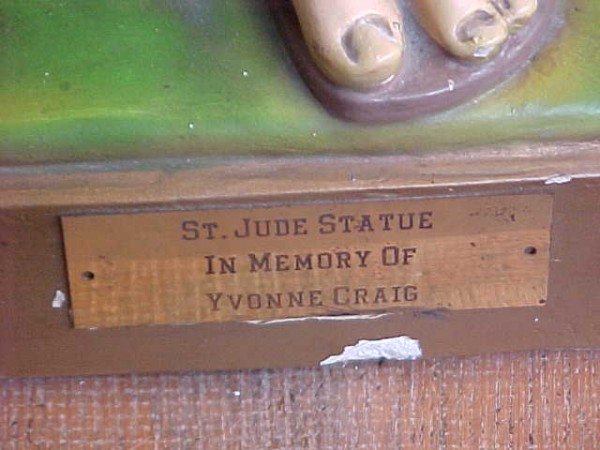 ST. JUDE STATUE
IN MEMORY OF
YVONNE CRAIG